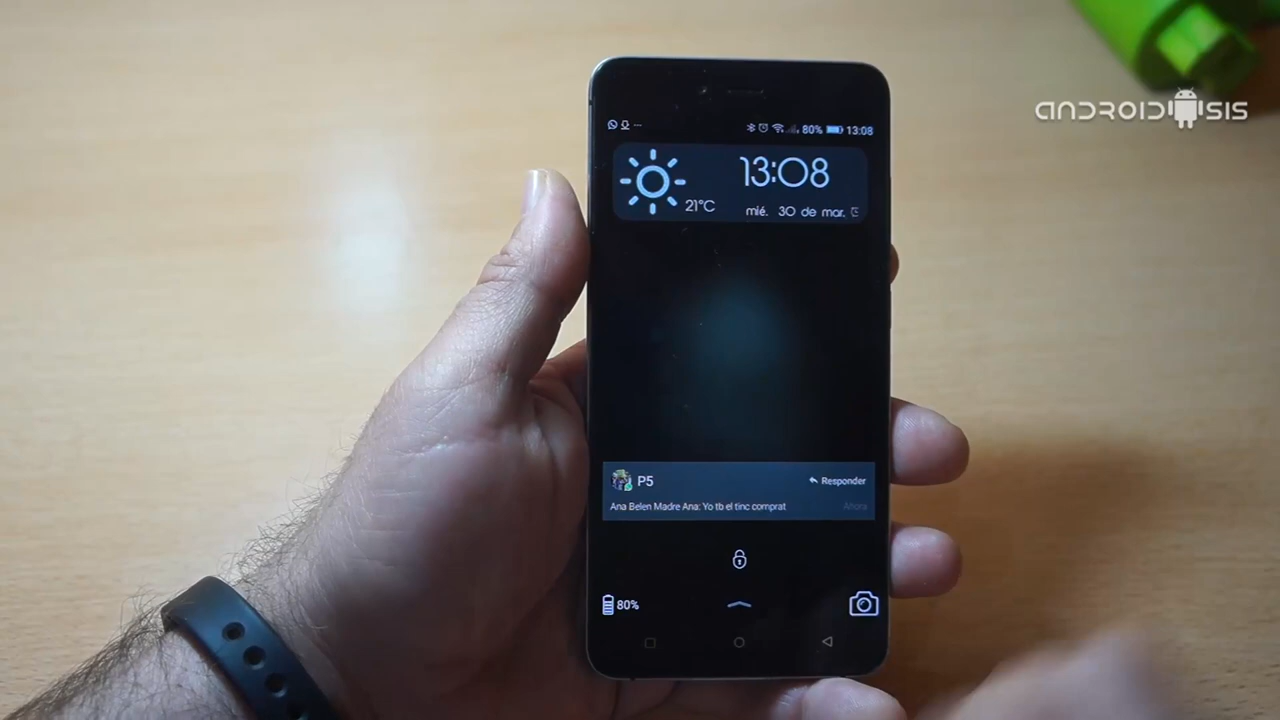 ANDROIDSIS
80% 13:08
13:08
21°C
mié. 30 de mar.
P5
Responder
Ana Belen Madre Ana: Yo tb el tinc comprat
Ahora
80%